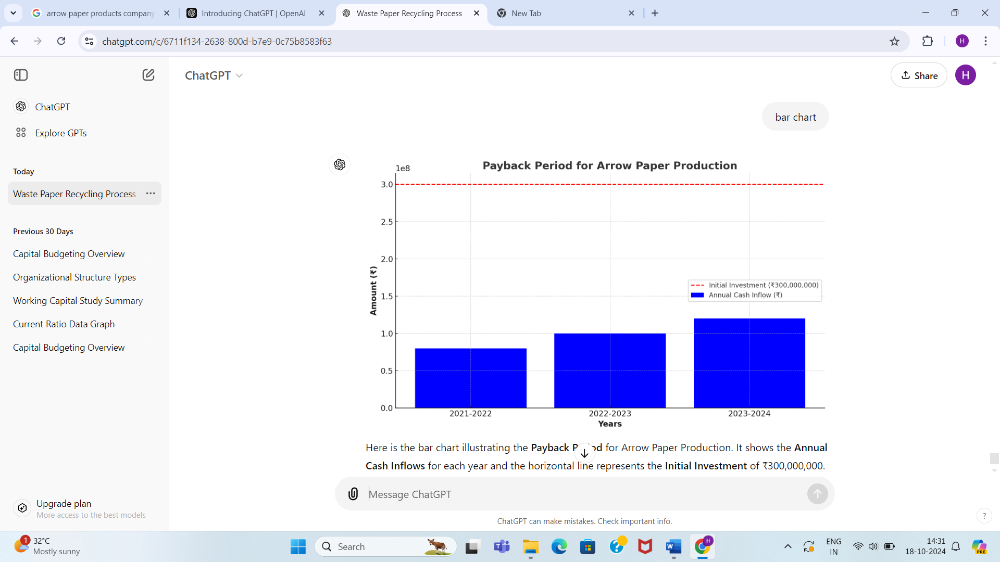 arrow paper products company
Introducing ChatGPT | OpenAI
Waste Paper Recycling Process
New Tab
chatgpt.com/c/6711f134-2638-800d-b7e9-0c75b8583f63
H
ChatGPT
Share
H
ChatGPT
Explore GPTs
Today
Waste Paper Recycling Process
Previous 30 Days
Capital Budgeting Overview
Organizational Structure Types
Working Capital Study Summary
Current Ratio Data Graph
Capital Budgeting Overview
Upgrade plan
More access to the best models
bar chart
Payback Period for Arrow Paper Production
1e8
3.0
2.5
2.0
1.5
1.0
0.5
0.0
Amount (₹)
Initial Investment (₹300,000,000)
Annual Cash Inflow (₹)
2021-2022 2022-2023 2023-2024
Years
Here is the bar chart illustrating the Payback for Arrow Paper Production. It shows the Annual
Cash Inflows for each year and the horizontal line represents the Initial Investment of ₹300,000,000.
Message ChatGPT
ChatGPT can make mistakes. Check important info.
?
1
32°C
Mostly sunny
Search
H
ENG
IN
14:31
18-10-2024
PRE